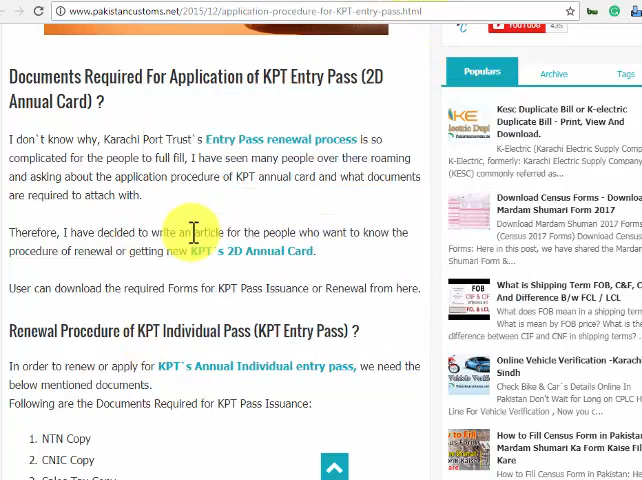 www.pakistancustoms.net/2015/12/application-procedure-for-KPT-entry-pass.html
YouTube 435
Documents Required For Application of KPT Entry Pass (2D
Annual Card) ?
I don`t know why, Karachi Port Trust`s Entry Pass renewal process is so
complicated for the people to full fill, I have seen many people over there roaming
and asking about the application procedure of KPT annual card and what documents
are required to attach with.
Therefore, I have decided to write an article for the people who want to know the
procedure of renewal or getting new KPT`s 2D Annual Card.
User can download the required Forms for KPT Pass Issuance or Renewal from here.
Renewal Procedure of KPT Individual Pass (KPT Entry Pass) ?
In order to renew or apply for KPT`s Annual Individual entry pass, we need the
below mentioned documents.
Following are the Documents Required for KPT Pass Issuance:
1. NTN Copy
2. CNIC Copy
Populars
Archive
Tags
Kesc Duplicate Bill or K-electric
Duplicate Bill - Print, View And
Download.
K-Electric (Karachi Electric Supply Company
K-Electric, formerly: Karachi Electric Supply Company
(KESC) commonly referred as...
Download Census Forms - Downloa
Mardam Shumari Form 2017
Download Mardam Shumari Forms
(Census 2017 Forms) Download Census
Forms: Here in this post, we have shared the Mardam
Shumari Form &...
What is Shipping Term FOB, C&F, C
And Difference B/w FCL / LCL
What does FOB mean in a shipping term
What is mean by FOB price? What is the
difference between CIF and CNF in shipment? .
Online Vehicle Verification -Karachi
Sindh
Check Bike & Car`s Details Online In
Pakistan Don't Wait for Long on CPLC H
Line For Vehicle Verification , Now you c...
How to Fill Census Form in Pakistan
Mardam Shumari Ka Form Kaise Fil
Kare
How to Fill Census Form in Pakistan